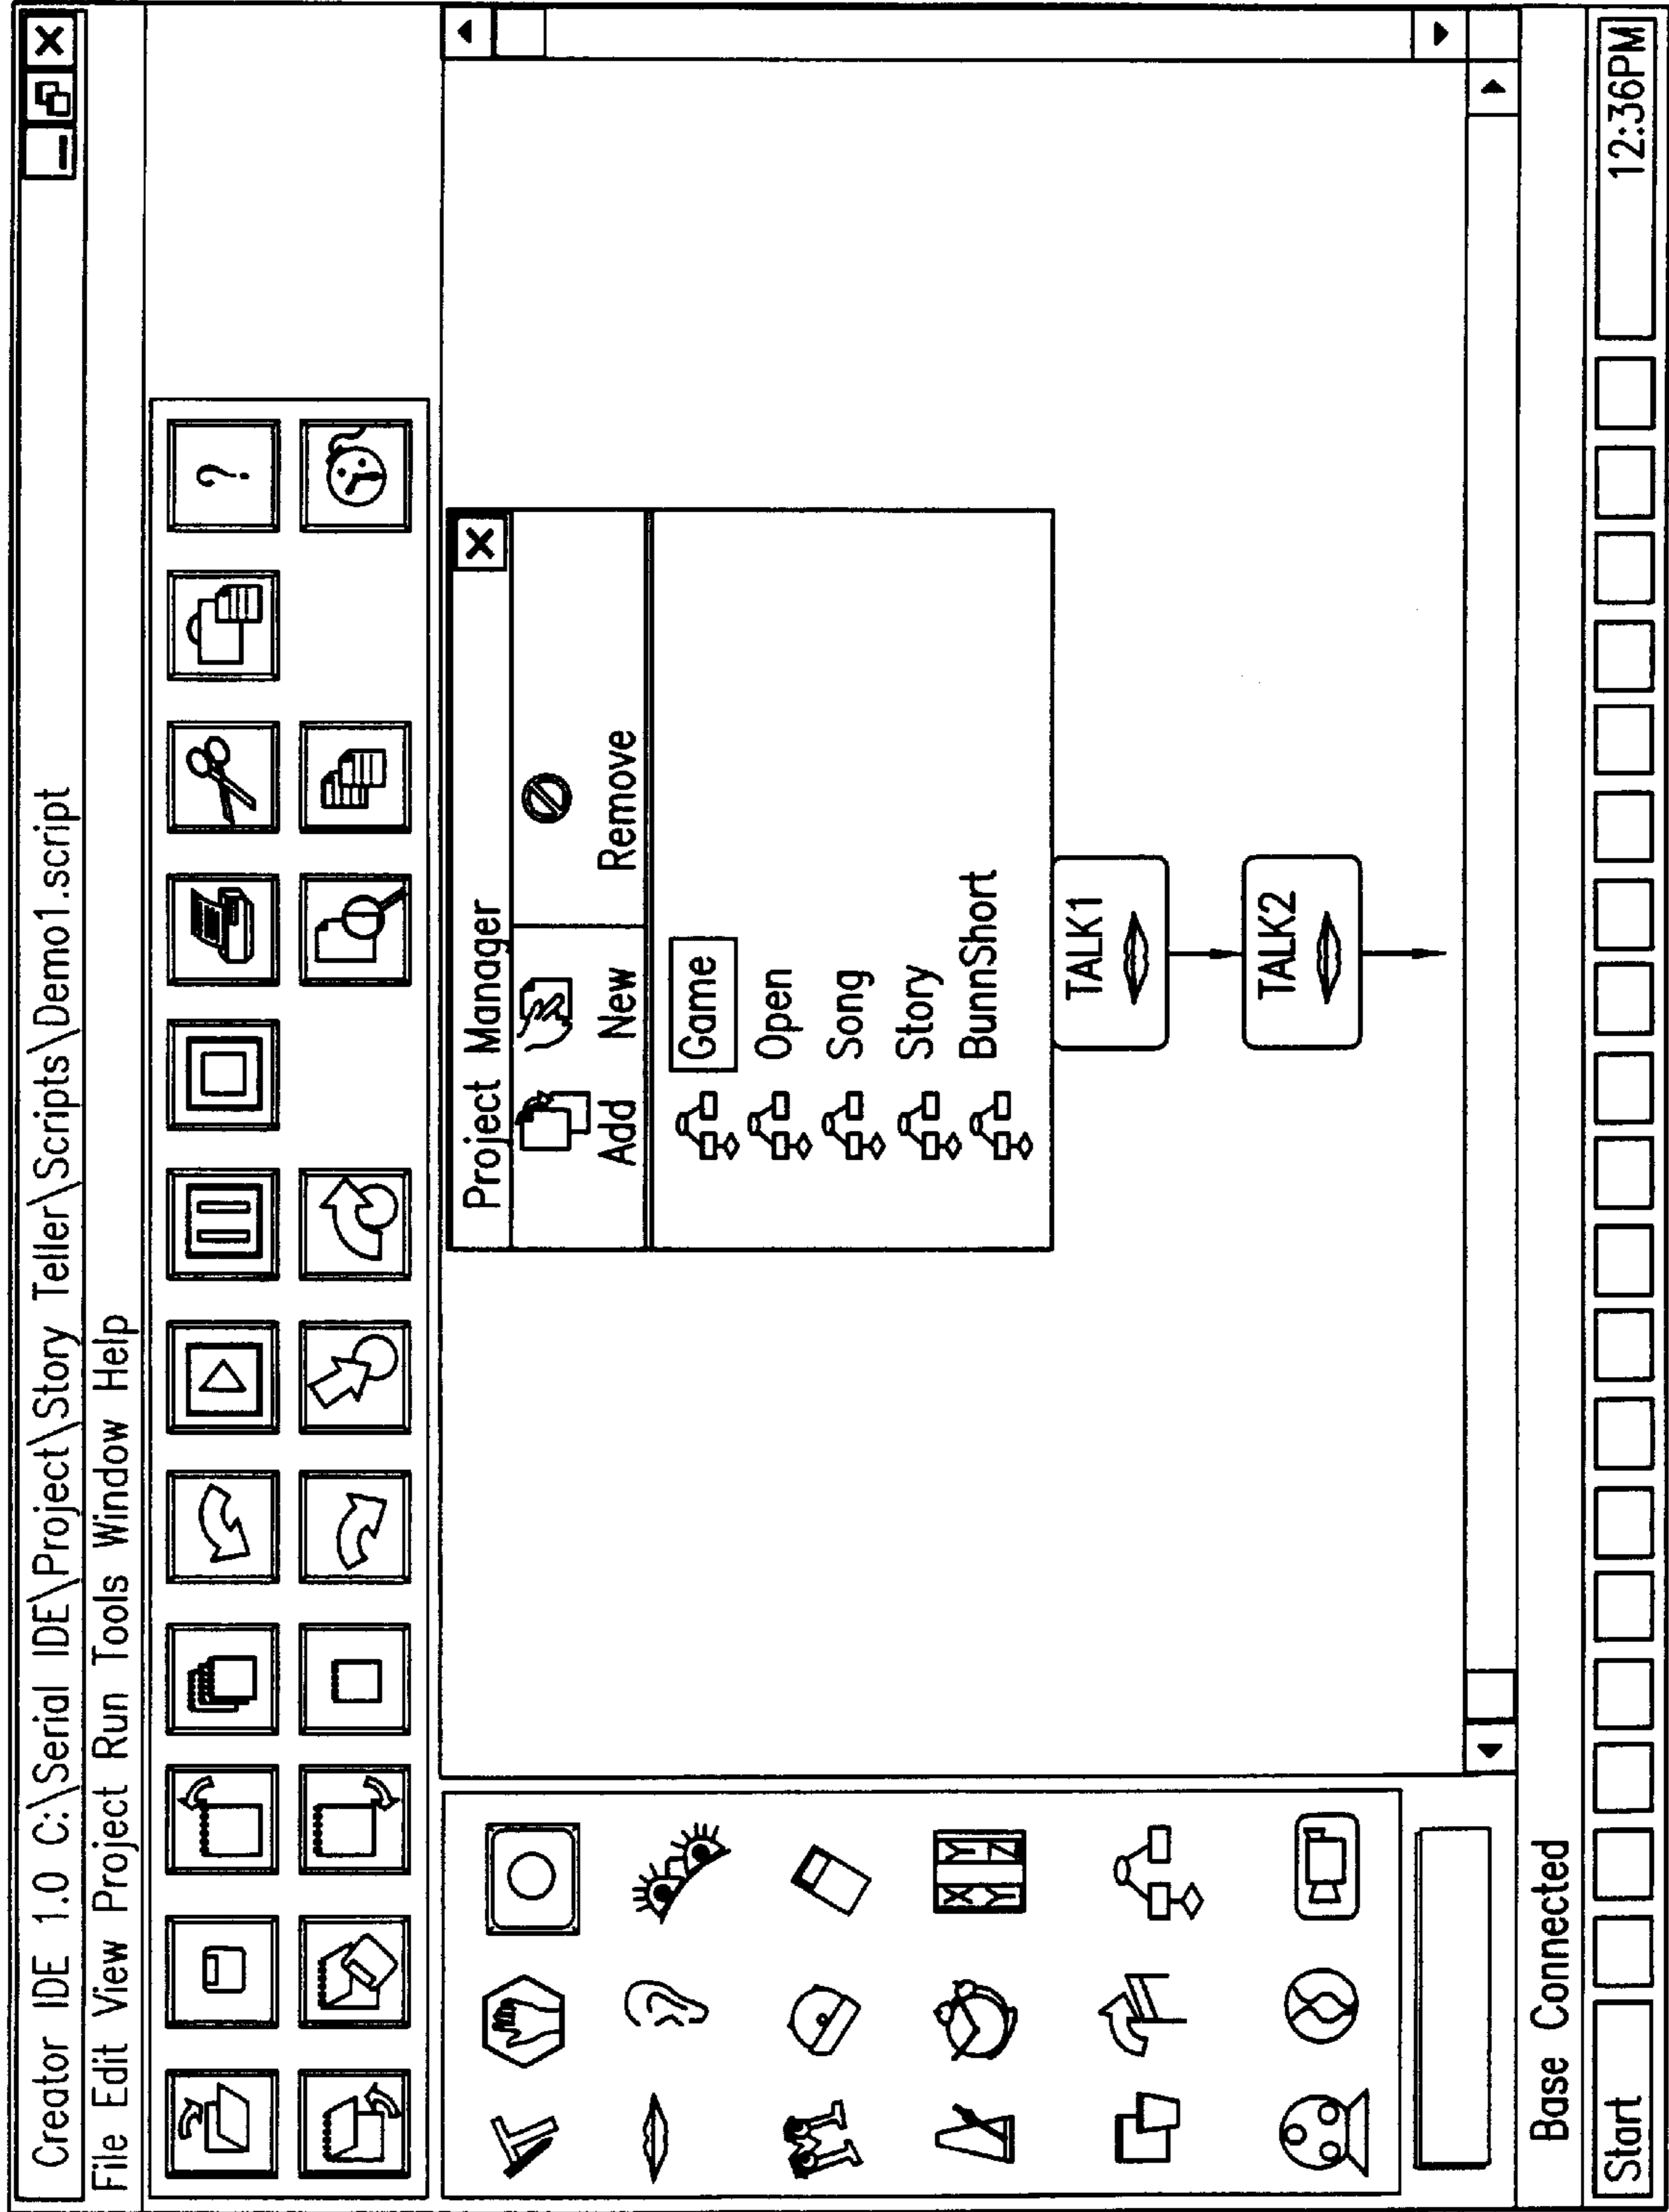 Creator IDE 1.0 C:\Serial IDE\Project\Story Teller\Scripts\Demo1.script
File Edit View Project Run Tools Window Help
?
Project Manager
Add New Remove
Game
Open
Song
Story
BunnShort
TALK1
TALK2
X Y
Y Z
Base Connected
Start 12:36PM